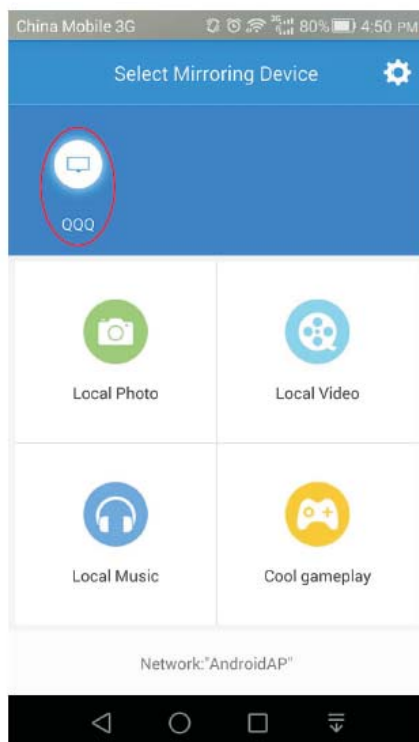 China Mobile 3G 3G 80% 4:50 PM
Select Mirroring Device
QQQ
Local Photo Local Video
Local Music Cool gameplay
Network:"AndroidAP"